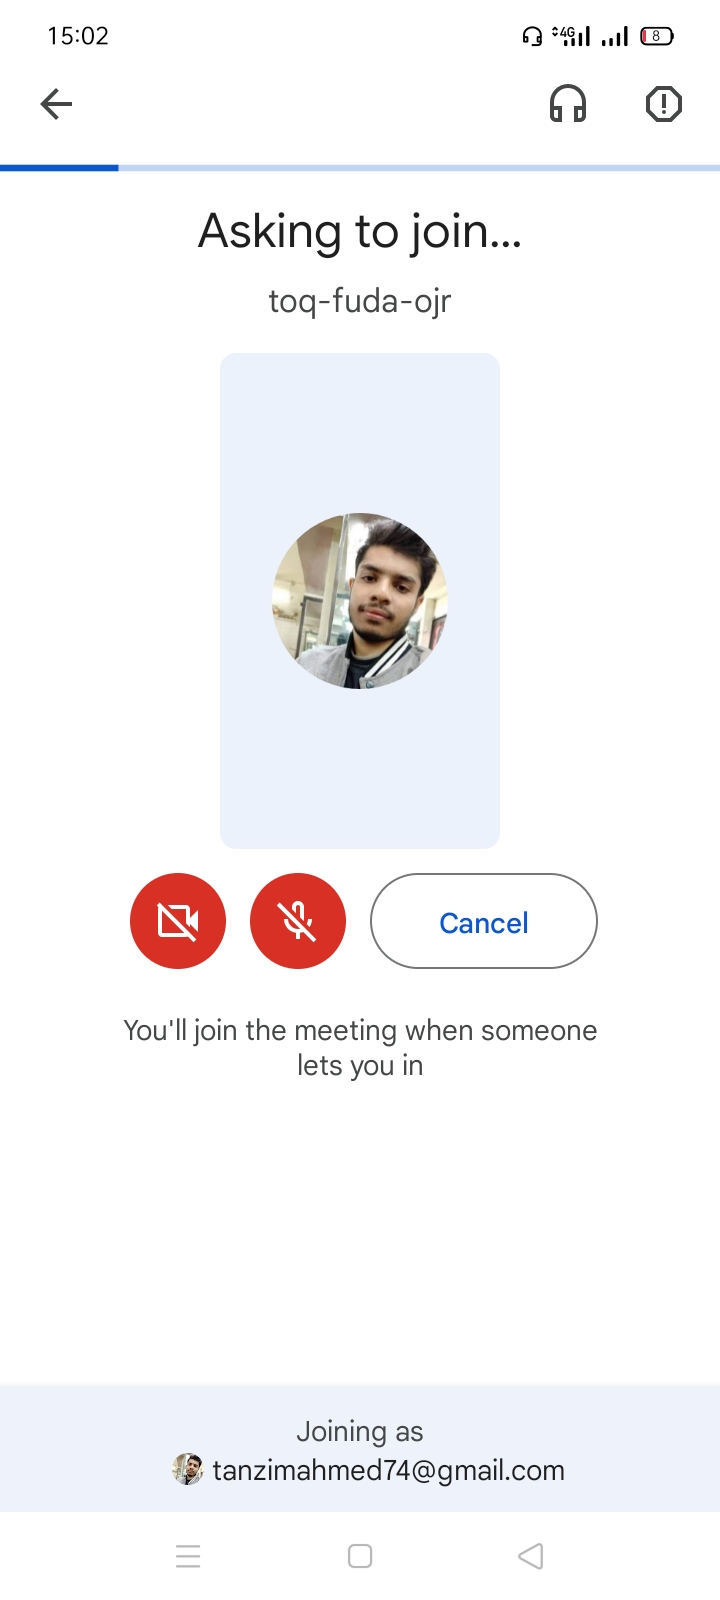 15:02
4G
8
Asking to join...
toq-fuda-ojr
Cancel
You'll join the meeting when someone
lets you in
Joining as
tanzimahmed74@gmail.com